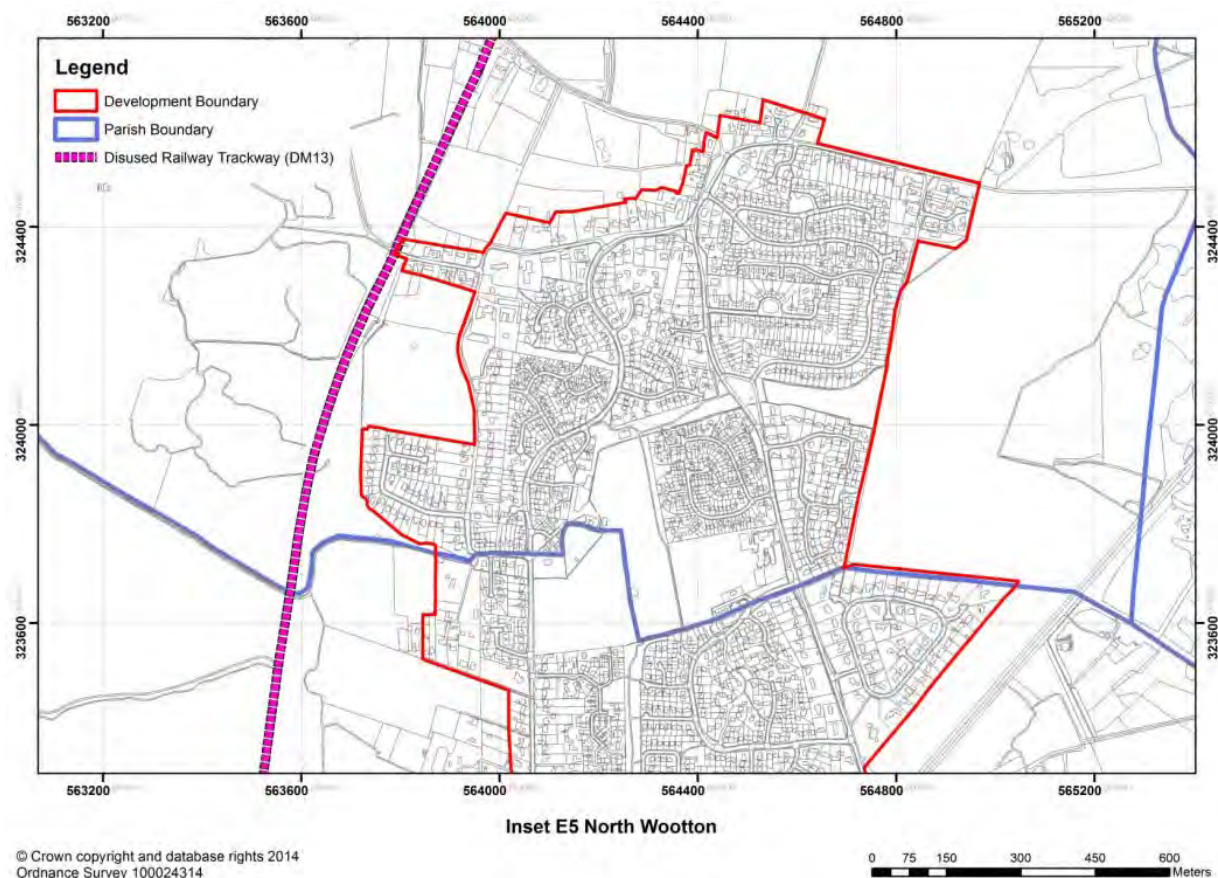 563200 563600 564000 564400 564800 565200
Legend
Development Boundary
Parish Boundary
Disused Railway Trackway (DM13)
324400 324400
324000 324000
323600 323600
563200 563600 564000 564400 564800 565200
Inset E5 North Wootton
© Crown copyright and database rights 2014
Ordnance Survey 100024314
0 75 150 300 450 600
Meters